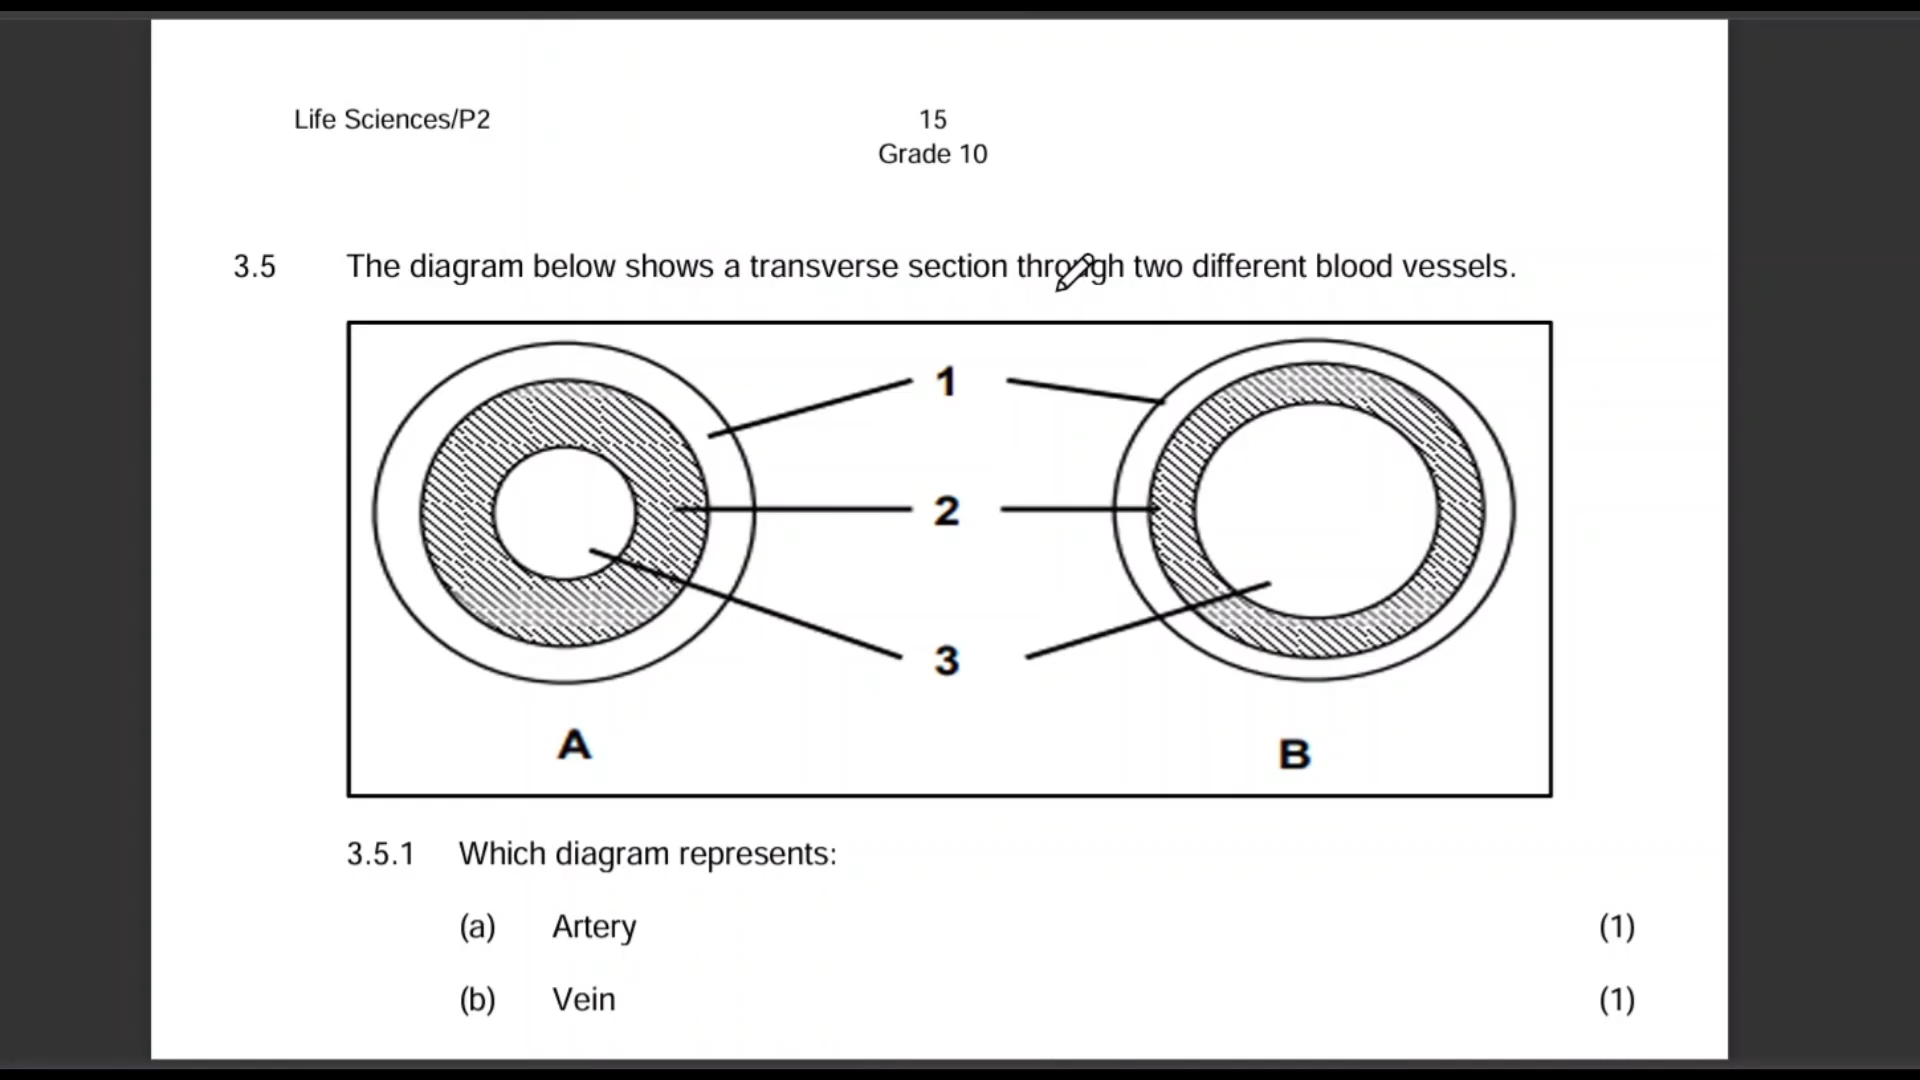 Life Sciences/P2 15
Grade 10
3.5 The diagram below shows a transverse section through two different blood vessels.
1
2
3
A B
3.5.1 Which diagram represents:
(a) Artery (1)
(b) Vein (1)